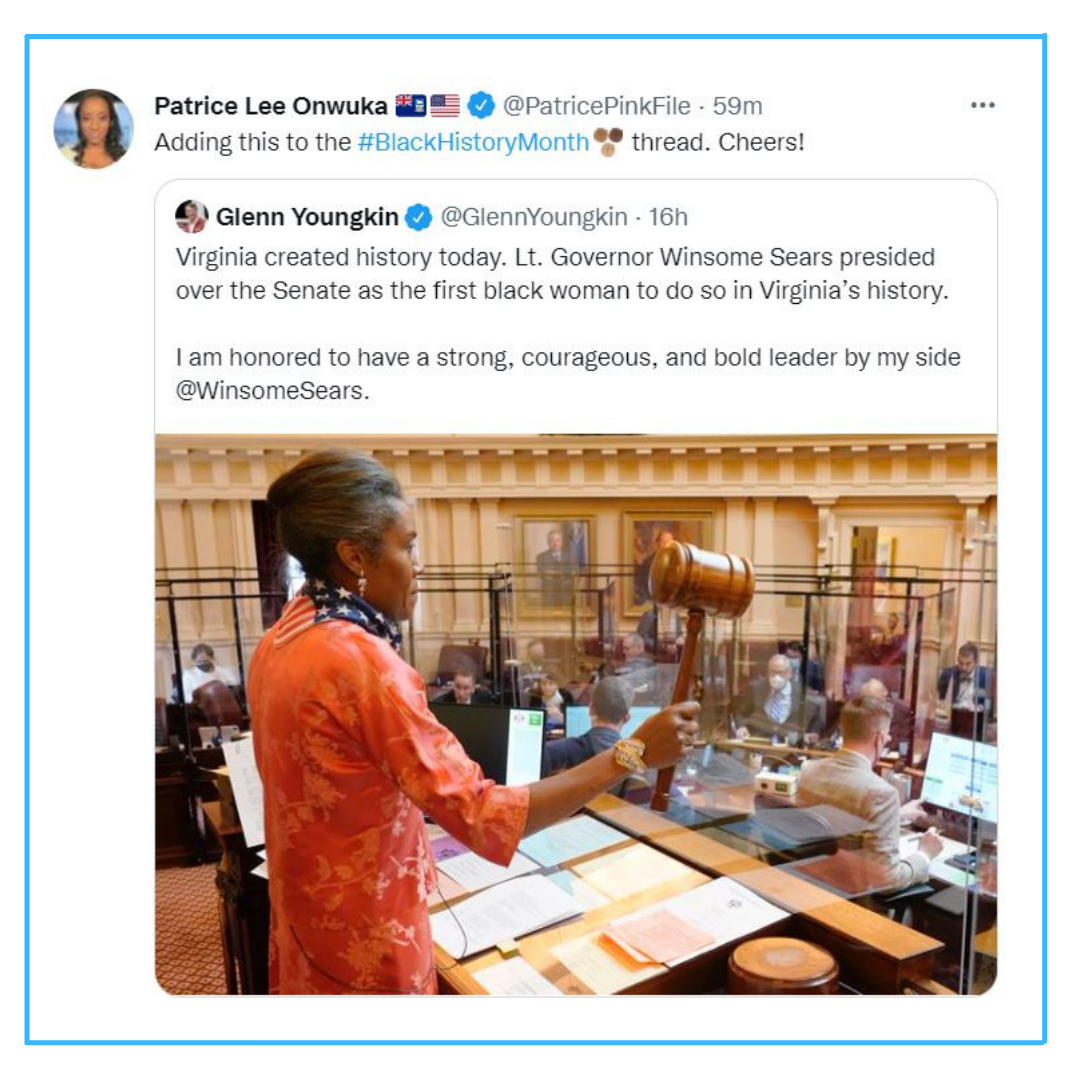 Patrice Lee Onwuka @PatricePinkFile · 59m
Adding this to the #BlackHistoryMonth thread. Cheers!
Glenn Youngkin @GlennYoungkin · 16h
Virginia created history today. Lt. Governor Winsome Sears presided
over the Senate as the first black woman to do so in Virginia’s history.
I am honored to have a strong, courageous, and bold leader by my side
@WinsomeSears.